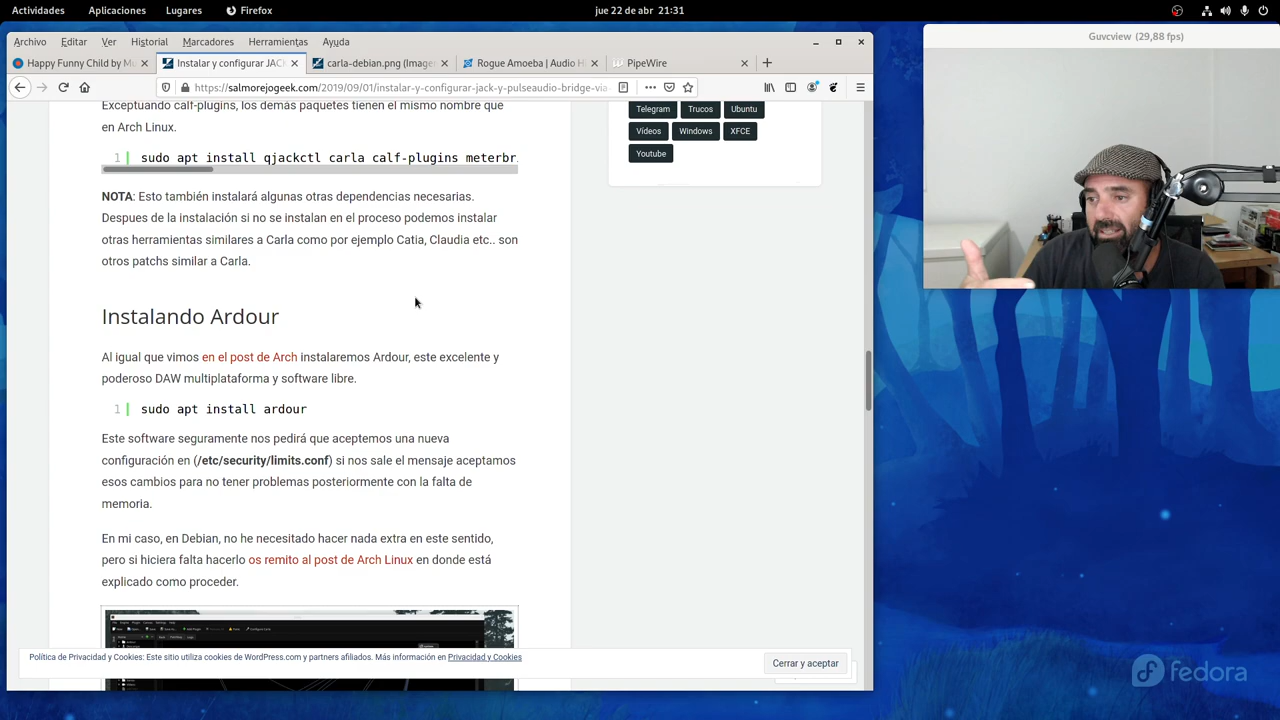 Actividades Aplicaciones Lugares Firefox jue 22 de abr 21:31
Archivo Editar Ver Historial Marcadores Herramientas Ayuda
Guvcview (29,88 fps)
Happy Funny Child by Mu Instalar y configurar JAC carla-debian.png (Image Rogue Amoeba | Audio H PipeWire
https://salmorejogeek.com/2019/09/01/instalar-y-configurar-jack-y-pulseaudio-bridge-via-
Exceptuando calf-plugins, los demás paquetes tienen el mismo nombre que
en Arch Linux.
1 sudo apt install qjackctl carla calf-plugins meterbr
NOTA: Esto también instalará algunas otras dependencias necesarias.
Despues de la instalación si no se instalan en el proceso podemos instalar
otras herramientas similares a Carla como por ejemplo Catia, Claudia etc.. son
otros patchs similar a Carla.
Instalando Ardour
Al igual que vimos en el post de Arch instalaremos Ardour, este excelente y
poderoso DAW multiplataforma y software libre.
1 sudo apt install ardour
Este software seguramente nos pedirá que aceptemos una nueva
configuración en (/etc/security/limits.conf) si nos sale el mensaje aceptamos
esos cambios para no tener problemas posteriormente con la falta de
memoria.
En mi caso, en Debian, no he necesitado hacer nada extra en este sentido,
pero si hiciera falta hacerlo os remito al post de Arch Linux en donde está
explicado como proceder.
Telegram Trucos Ubuntu
Vídeos Windows XFCE
Youtube
Política de Privacidad y Cookies: Este sitio utiliza cookies de WordPress.com y partners afiliados. Más información en Privacidad y Cookies
Cerrar y aceptar
fedora